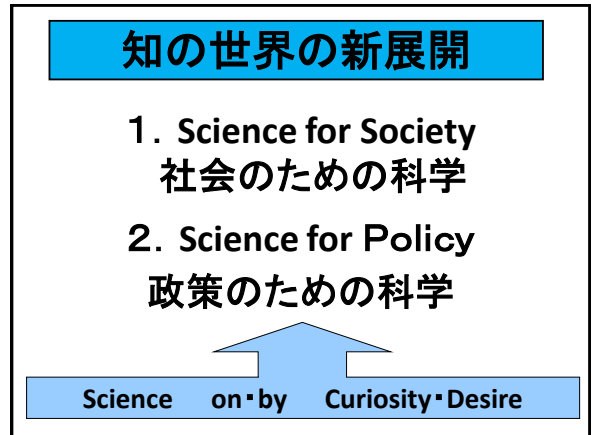 知の世界の新展開
１．Science for Society
社会のための科学
２．Science for Policy
政策のための科学
Science on・by Curiosity・Desire